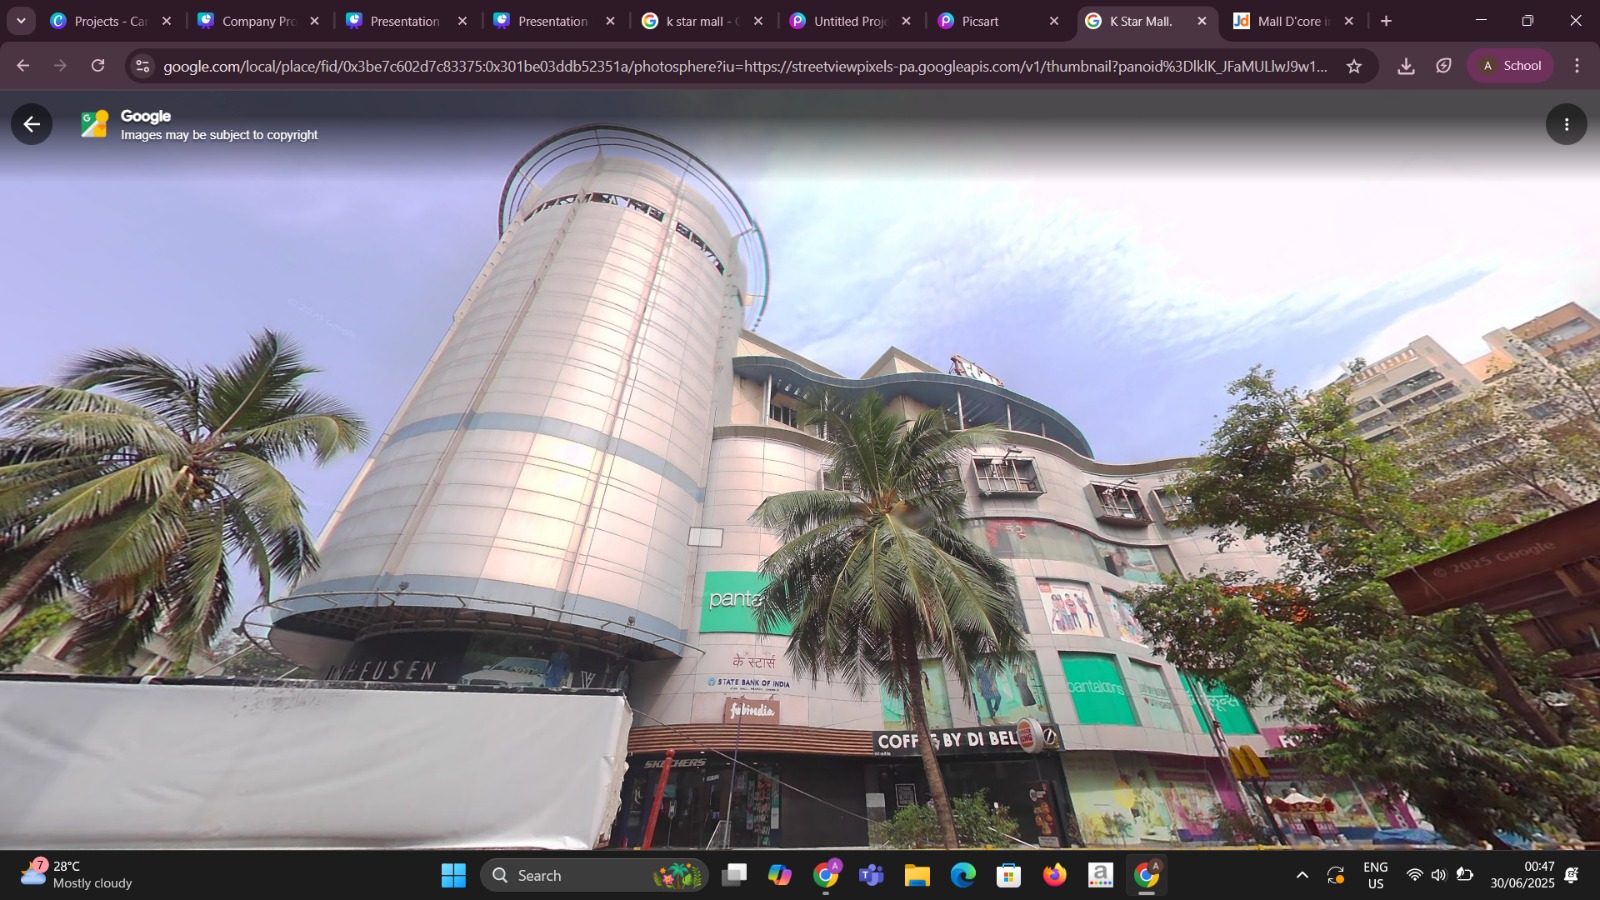 Projects - Ca
Company Pro
Presentation
Presentation
k star mall -
Untitled Proj
Picsart
K Star Mall.
Jd
Mall D'core i
google.com/local/place/fid/0x3be7c602d7c83375:0x301be03ddb52351a/photosphere?iu=https://streetviewpixels-pa.googleapis.com/v1/thumbnail?panoid%3DlklK_JFaMULlwJ9w1...
A School
Google
Images may be subject to copyright
© 2025 Google
panta
के स्टार्स
STATE BANK OF INDIA
fabindia
HEUSEN
pantaloons
COFF BY DI BEL
SKECHERS
7
28°C
Mostly cloudy
Search
ENG
US
00:47
30/06/2025